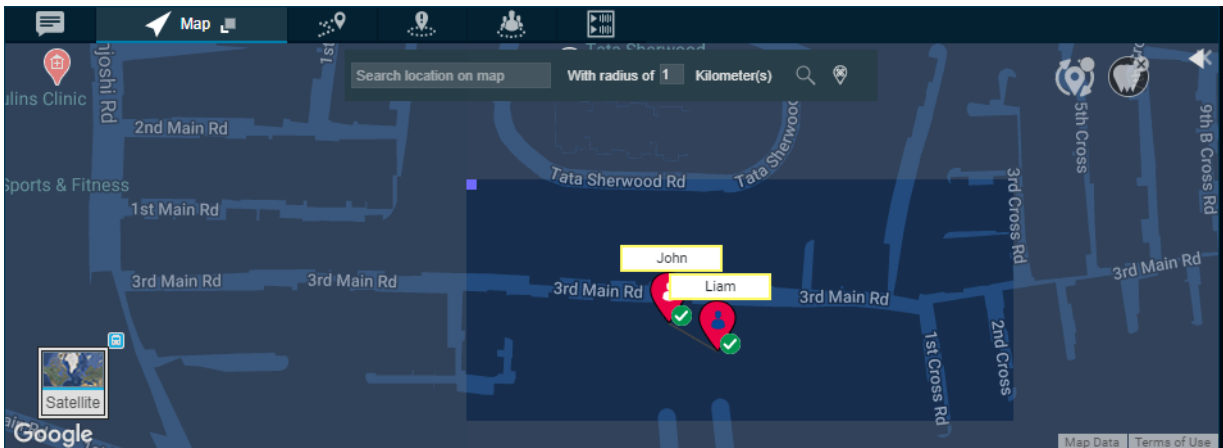 Map
Tata Sherwood
Search location on map
With radius of 1 Kilometer(s)
joshi Rd
1st
ulins Clinic
2nd Main Rd
5th Cross
9th B Cross Rd
Tata Sherwood
Tata Sherwood Rd
Sports & Fitness
3rd Cross Rd
1st Main Rd
John
3rd Main Rd
3rd Main Rd
3rd Main Rd
Liam
3rd Main Rd
3rd Main Rd
1st Cross Rd
2nd Cross
Satellite
Google
Map Data
Terms of Use